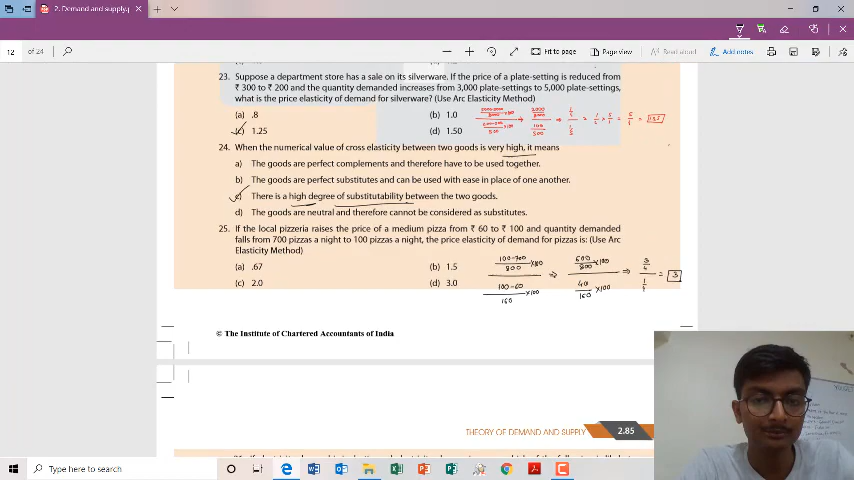 2. Demand and supply.pdf
12 of 24
Fit to page
Page view
Read aloud
Add notes
23. Suppose a department store has a sale on its silverware. If the price of a plate-setting is reduced from
₹ 300 to ₹ 200 and the quantity demanded increases from 3,000 plate-settings to 5,000 plate-settings,
what is the price elasticity of demand for silverware? (Use Arc Elasticity Method)
(a) .8
(b) 1.0
(c) 1.25
(d) 1.50
24. When the numerical value of cross elasticity between two goods is very high, it means
a) The goods are perfect complements and therefore have to be used together.
b) The goods are perfect substitutes and can be used with ease in place of one another.
c) There is a high degree of substitutability between the two goods.
d) The goods are neutral and therefore cannot be considered as substitutes.
25. If the local pizzeria raises the price of a medium pizza from ₹ 60 to ₹ 100 and quantity demanded
falls from 700 pizzas a night to 100 pizzas a night, the price elasticity of demand for pizzas is: (Use Arc
Elasticity Method)
(a) .67
(b) 1.5
(c) 2.0
(d) 3.0
100-700
800
100-60 ×100
160
600 ×100
800
40 ×100
160
⇒ 3/4
= 3
© The Institute of Chartered Accountants of India
THEORY OF DEMAND AND SUPPLY 2.85
Type here to search